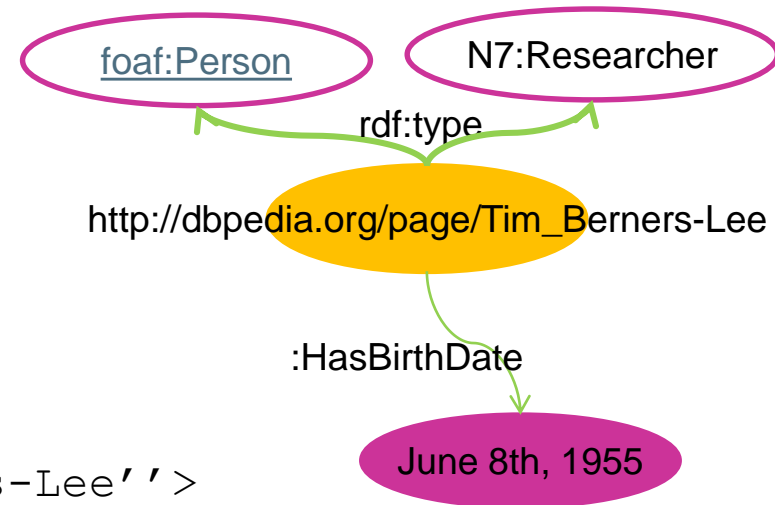 foaf:Person
N7:Researcher
rdf:type
http://dbpedia.org/page/Tim_Berners-Lee
:HasBirthDate
June 8th, 1955
-Lee''>